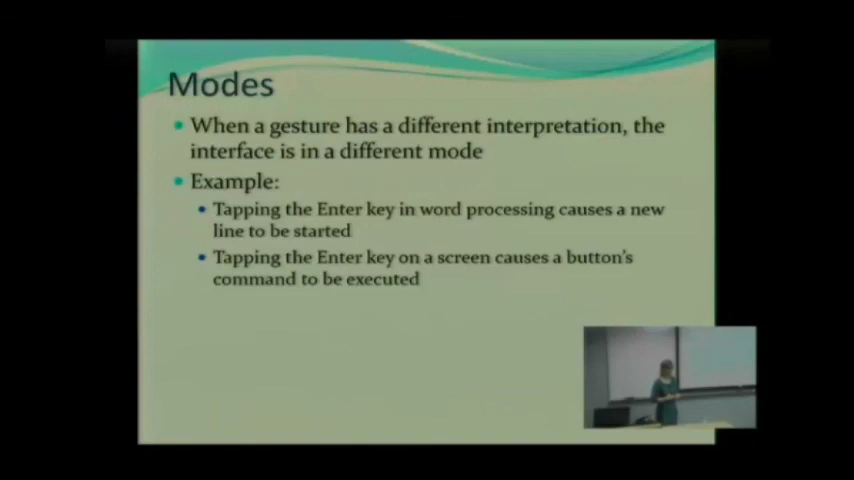 Modes
When a gesture has a different interpretation, the
interface is in a different mode
Example:
Tapping the Enter key in word processing causes a new
line to be started
Tapping the Enter key on a screen causes a button's
command to be executed